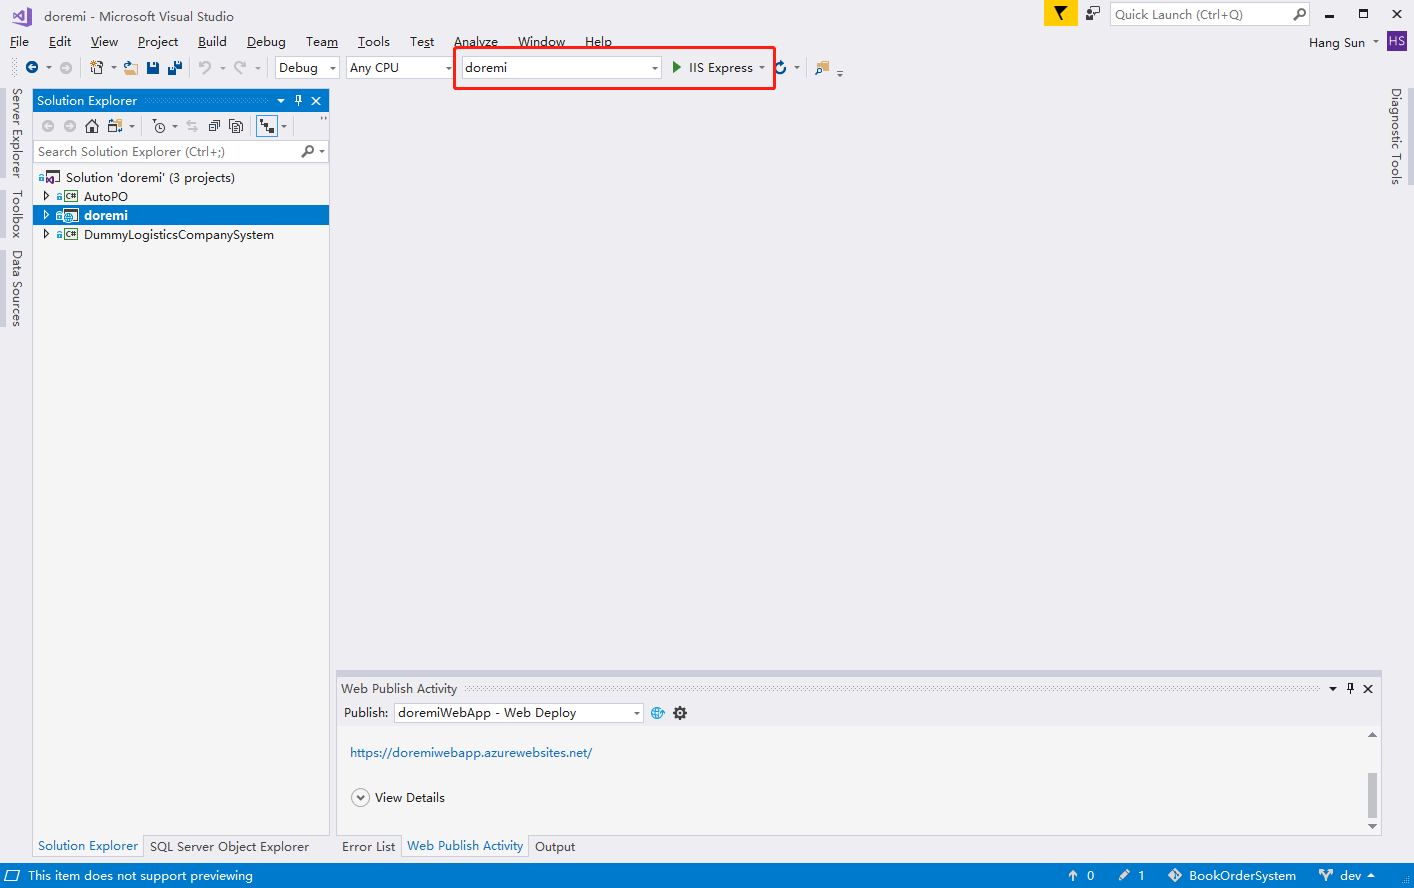 doremi - Microsoft Visual Studio
Quick Launch (Ctrl+Q)
File Edit View Project Build Debug Team Tools Test Analyze Window Help
Hang Sun HS
Debug Any CPU doremi IIS Express
Server Explorer
Toolbox
Data Sources
Solution Explorer
Search Solution Explorer (Ctrl+;)
Solution 'doremi' (3 projects)
C# AutoPO
doremi
C# DummyLogisticsCompanySystem
Diagnostic Tools
Web Publish Activity
Publish: doremiWebApp - Web Deploy
https://doremiwebapp.azurewebsites.net/
View Details
Solution Explorer SQL Server Object Explorer
Error List Web Publish Activity Output
This item does not support previewing
0 1 BookOrderSystem dev